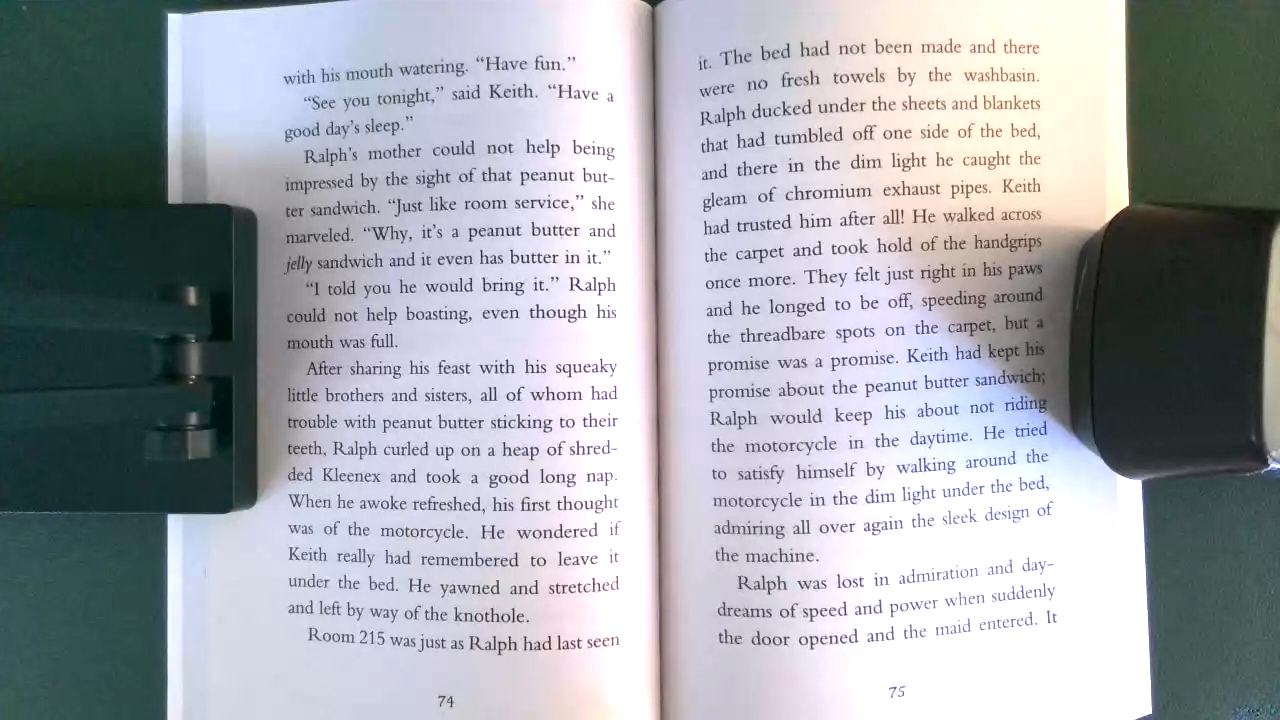 with his mouth watering. “Have fun.”
“See you tonight,” said Keith. “Have a
good day’s sleep.”
Ralph’s mother could not help being
impressed by the sight of that peanut but-
ter sandwich. “Just like room service,” she
marveled. “Why, it’s a peanut butter and
jelly sandwich and it even has butter in it.”
“I told you he would bring it.” Ralph
could not help boasting, even though his
mouth was full.
After sharing his feast with his squeaky
little brothers and sisters, all of whom had
trouble with peanut butter sticking to their
teeth, Ralph curled up on a heap of shred-
ded Kleenex and took a good long nap.
When he awoke refreshed, his first thought
was of the motorcycle. He wondered if
Keith really had remembered to leave it
under the bed. He yawned and stretched
and left by way of the knothole.
Room 215 was just as Ralph had last seen
74
it. The bed had not been made and there
were no fresh towels by the washbasin.
Ralph ducked under the sheets and blankets
that had tumbled off one side of the bed,
and there in the dim light he caught the
gleam of chromium exhaust pipes. Keith
had trusted him after all! He walked across
the carpet and took hold of the handgrips
once more. They felt just right in his paws
and he longed to be off, speeding around
the threadbare spots on the carpet, but a
promise was a promise. Keith had kept his
promise about the peanut butter sandwich;
Ralph would keep his about not riding
the motorcycle in the daytime. He tried
to satisfy himself by walking around the
motorcycle in the dim light under the bed,
admiring all over again the sleek design of
the machine.
Ralph was lost in admiration and day-
dreams of speed and power when suddenly
the door opened and the maid entered. It
75